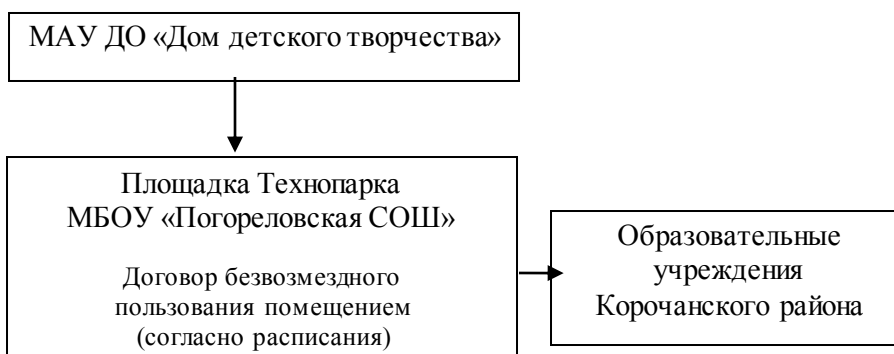 МАУ ДО «Дом детского творчества»
Площадка Технопарка
МБОУ «Погореловская СОШ»
Договор безвозмездного
пользования помещением
(согласно расписания)
Образовательные
учреждения
Корочанского района